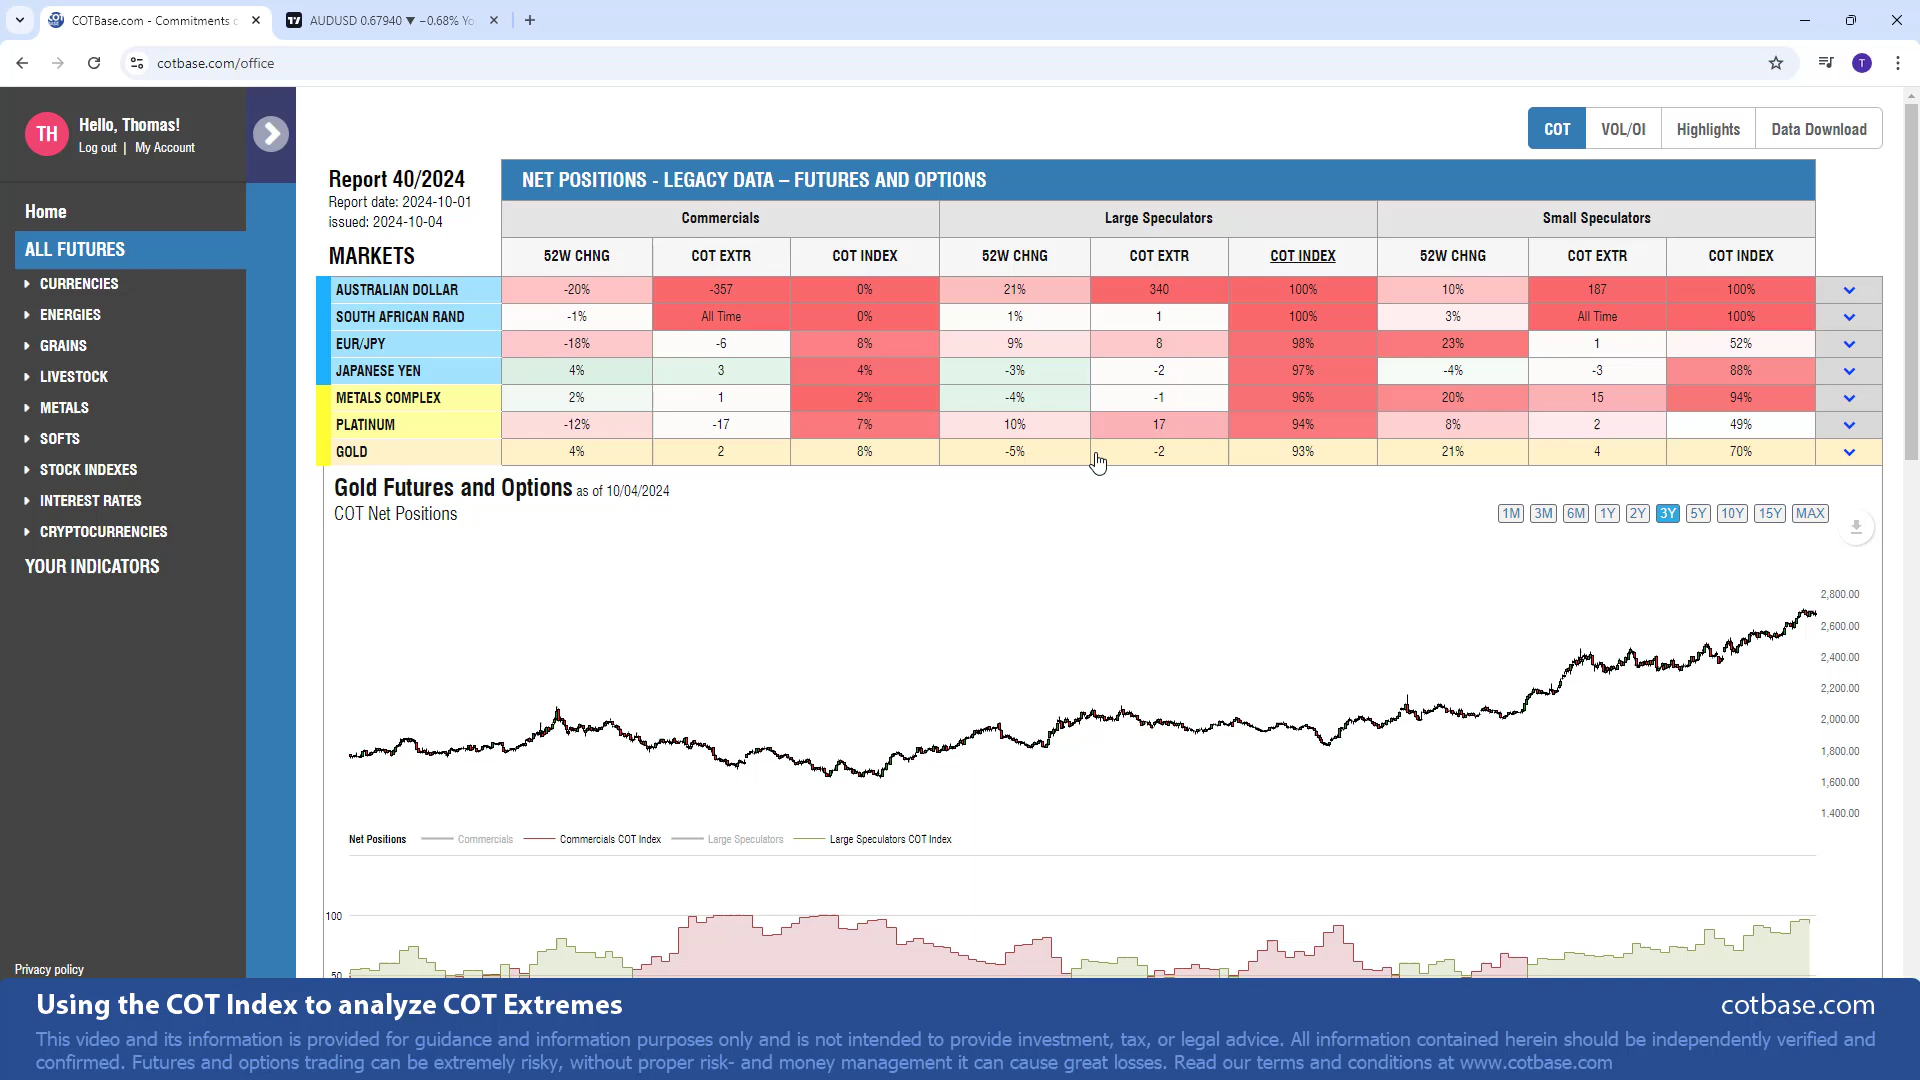 COTBase.com - Commitments o
AUDUSD 0.67940 ▼ −0.68% Yo
cotbase.com/office
T
TH
Hello, Thomas!
Log out | My Account
Home
ALL FUTURES
CURRENCIES
ENERGIES
GRAINS
LIVESTOCK
METALS
SOFTS
STOCK INDEXES
INTEREST RATES
CRYPTOCURRENCIES
YOUR INDICATORS
Privacy policy
COT VOL/OI Highlights Data Download
Report 40/2024
Report date: 2024-10-01
issued: 2024-10-04
NET POSITIONS - LEGACY DATA – FUTURES AND OPTIONS
Commercials Large Speculators Small Speculators
MARKETS 52W CHNG COT EXTR COT INDEX 52W CHNG COT EXTR COT INDEX 52W CHNG COT EXTR COT INDEX
AUSTRALIAN DOLLAR -20% -357 0% 21% 340 100% 10% 187 100%
SOUTH AFRICAN RAND -1% All Time 0% 1% 1 100% 3% All Time 100%
EUR/JPY -18% -6 8% 9% 8 98% 23% 1 52%
JAPANESE YEN 4% 3 4% -3% -2 97% -4% -3 88%
METALS COMPLEX 2% 1 2% -4% -1 96% 20% 15 94%
PLATINUM -12% -17 7% 10% 17 94% 8% 2 49%
GOLD 4% 2 8% -5% -2 93% 21% 4 70%
Gold Futures and Options as of 10/04/2024
COT Net Positions
1M 3M 6M 1Y 2Y 3Y 5Y 10Y 15Y MAX
2,800.00
2,600.00
2,400.00
2,200.00
2,000.00
1,800.00
1,600.00
1,400.00
Net Positions Commercials Commercials COT Index Large Speculators Large Speculators COT Index
100
50
Using the COT Index to analyze COT Extremes
cotbase.com
This video and its information is provided for guidance and information purposes only and is not intended to provide investment, tax, or legal advice. All information contained herein should be independently verified and
confirmed. Futures and options trading can be extremely risky, without proper risk- and money management it can cause great losses. Read our terms and conditions at www.cotbase.com